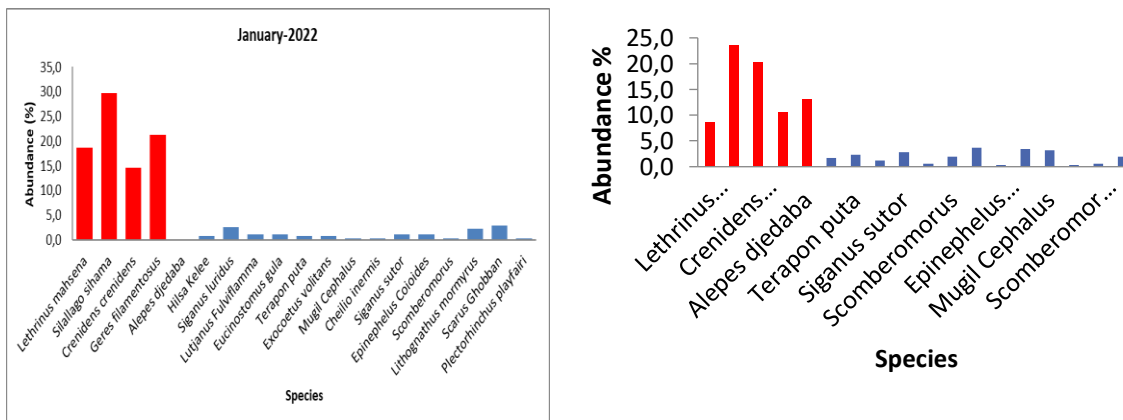 January-2022
Abundance (%)
35,0
30,0
25,0
20,0
15,0
10,0
5,0
0,0
Lethrinus mahsena
Silallago sihama
Crenidens crenidens
Geres filamentosus
Alepes djedaba
Hilsa Kelee
Siganus luridus
Lutjanus Fulviflamma
Eucinostomus gula
Terapon puta
Exocoetus volitans
Mugil Cephalus
Cheilio inermis
Siganus sutor
Epinephelus Coioides
Scomberomorus
Lithognathus mormyrus
Scarus Ghobban
Plectorhinchus playfairi
Species
Abundance %
25,0
20,0
15,0
10,0
5,0
0,0
Lethrinus...
Crenidens...
Alepes djedaba
Terapon puta
Siganus sutor
Scomberomorus
Epinephelus...
Mugil Cephalus
Scomberomor...
Species